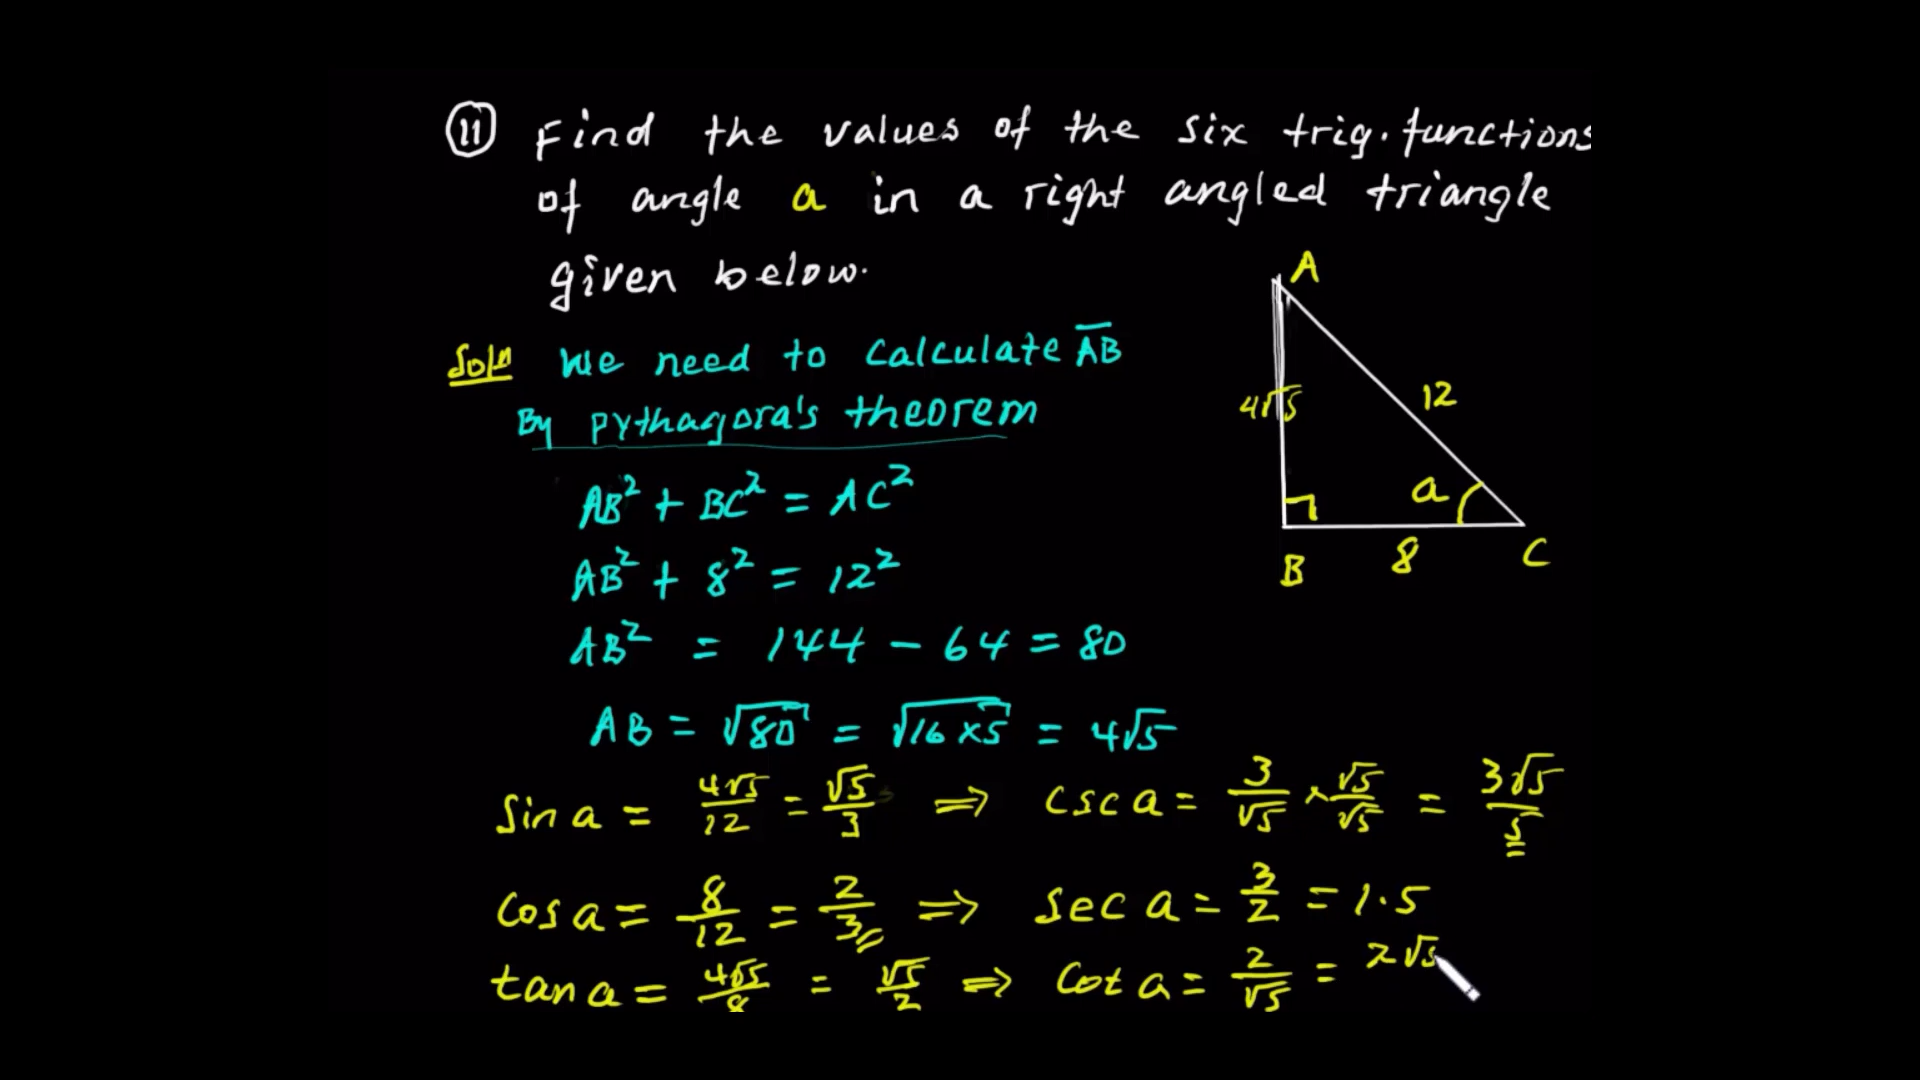 11 Find the values of the six trig. functions
of angle a in a right angled triangle
given below.
A
Soln We need to calculate AB
By pythagora's theorem
4√5
12
AB² + BC² = AC²
a
B
8
C
AB² + 8² = 12²
AB² = 144 - 64 = 80
AB = √80 = √16×5 = 4√5
Sin a = 4√5/12 = √5/3 ⇒ csc a = 3/√5 × √5/√5 = 3√5/5
Cos a = 8/12 = 2/3 ⇒ Sec a = 3/2 = 1.5
tan a = 4√5/8 = √5/2 ⇒ Cot a = 2/√5 = 2√5